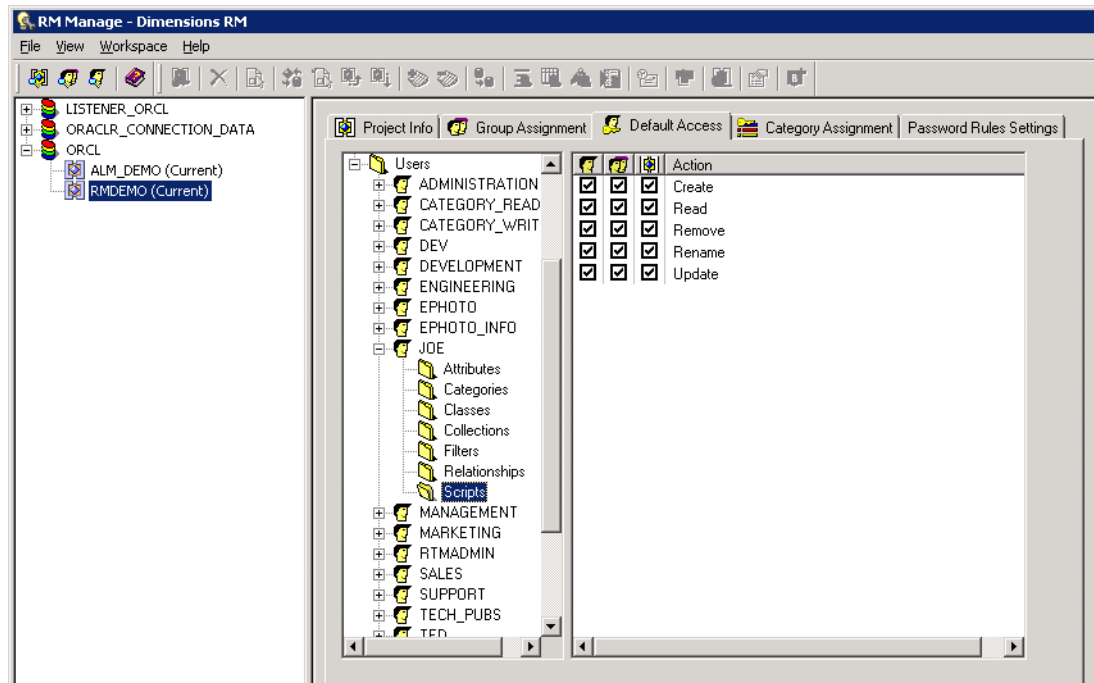 RM Manage - Dimensions RM
File View Workspace Help
LISTENER_ORCL
ORACLR_CONNECTION_DATA
ORCL
ALM_DEMO (Current)
RMDEMO (Current)
Project Info Group Assignment Default Access Category Assignment Password Rules Settings
Users
ADMINISTRATION
CATEGORY_READ
CATEGORY_WRIT
DEV
DEVELOPMENT
ENGINEERING
EPHOTO
EPHOTO_INFO
JOE
Attributes
Categories
Classes
Collections
Filters
Relationships
Scripts
MANAGEMENT
MARKETING
RTMADMIN
SALES
SUPPORT
TECH_PUBS
TED
Action
Create
Read
Remove
Rename
Update